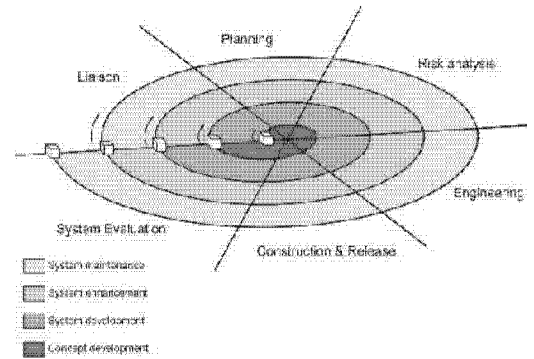 Planning
Risk analysis
Liaison
Engineering
System Evaluation
Construction & Release
System maintenance
System enhancement
System development
Concept development